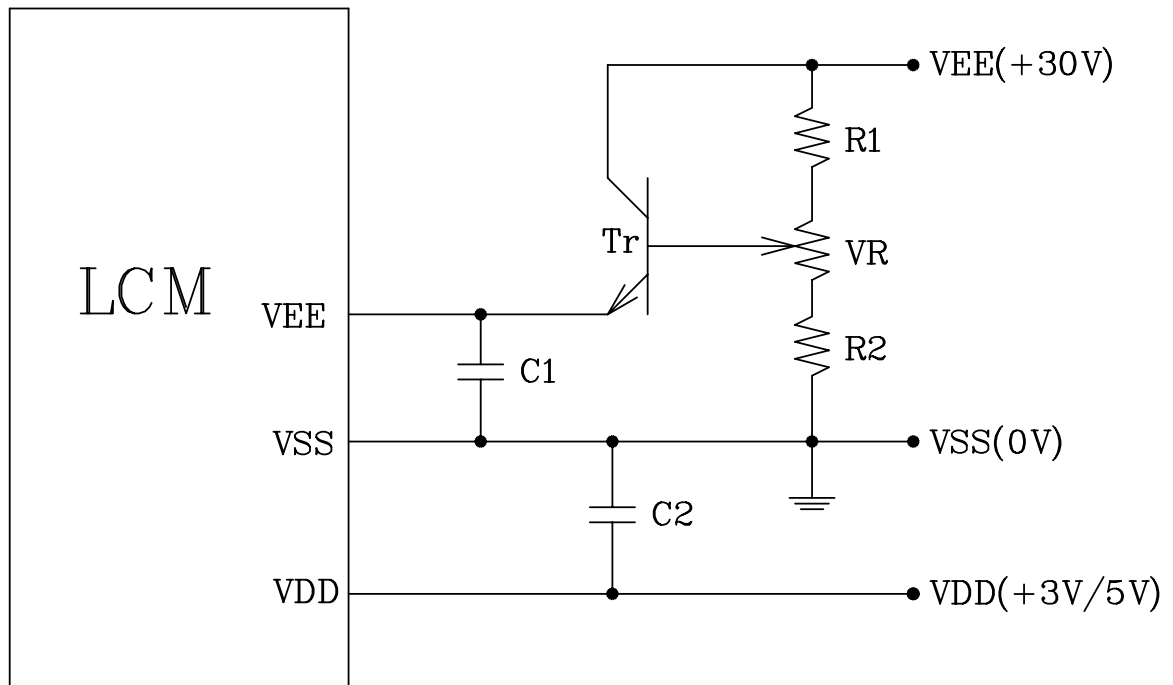 VEE(+30V)
R1
Tr
VR
LCM
VEE
R2
C1
VSS
VSS(0V)
C2
VDD
VDD(+3V/5V)